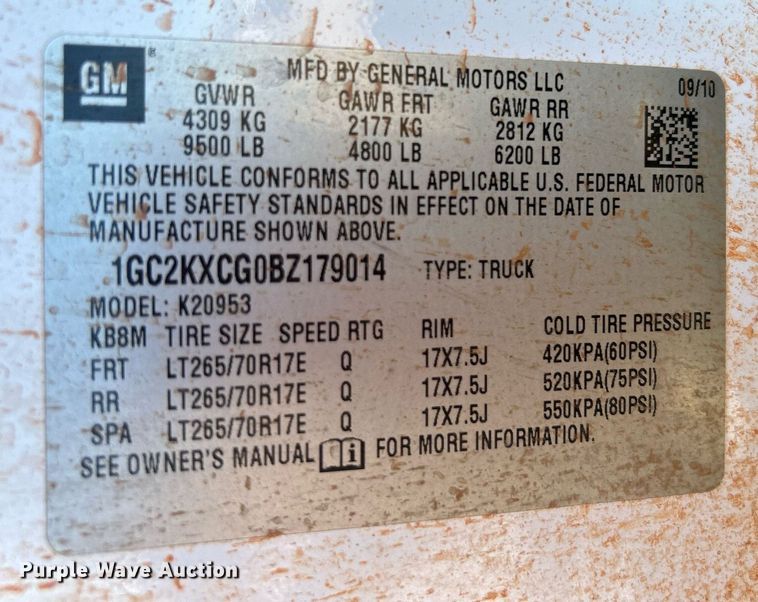 GM ®
MFD BY GENERAL MOTORS LLC 09/10
GVWR GAWR FRT GAWR RR
4309 KG 2177 KG 2812 KG
9500 LB 4800 LB 6200 LB
THIS VEHICLE CONFORMS TO ALL APPLICABLE U.S. FEDERAL MOTOR
VEHICLE SAFETY STANDARDS IN EFFECT ON THE DATE OF
MANUFACTURE SHOWN ABOVE.
1GC2KXCG0BZ179014 TYPE: TRUCK
MODEL: K20953
KB8M TIRE SIZE SPEED RTG RIM COLD TIRE PRESSURE
FRT LT265/70R17E Q 17X7.5J 420KPA(60PSI)
RR LT265/70R17E Q 17X7.5J 520KPA(75PSI)
SPA LT265/70R17E Q 17X7.5J 550KPA(80PSI)
SEE OWNER'S MANUAL i FOR MORE INFORMATION.
Purple Wave Auction